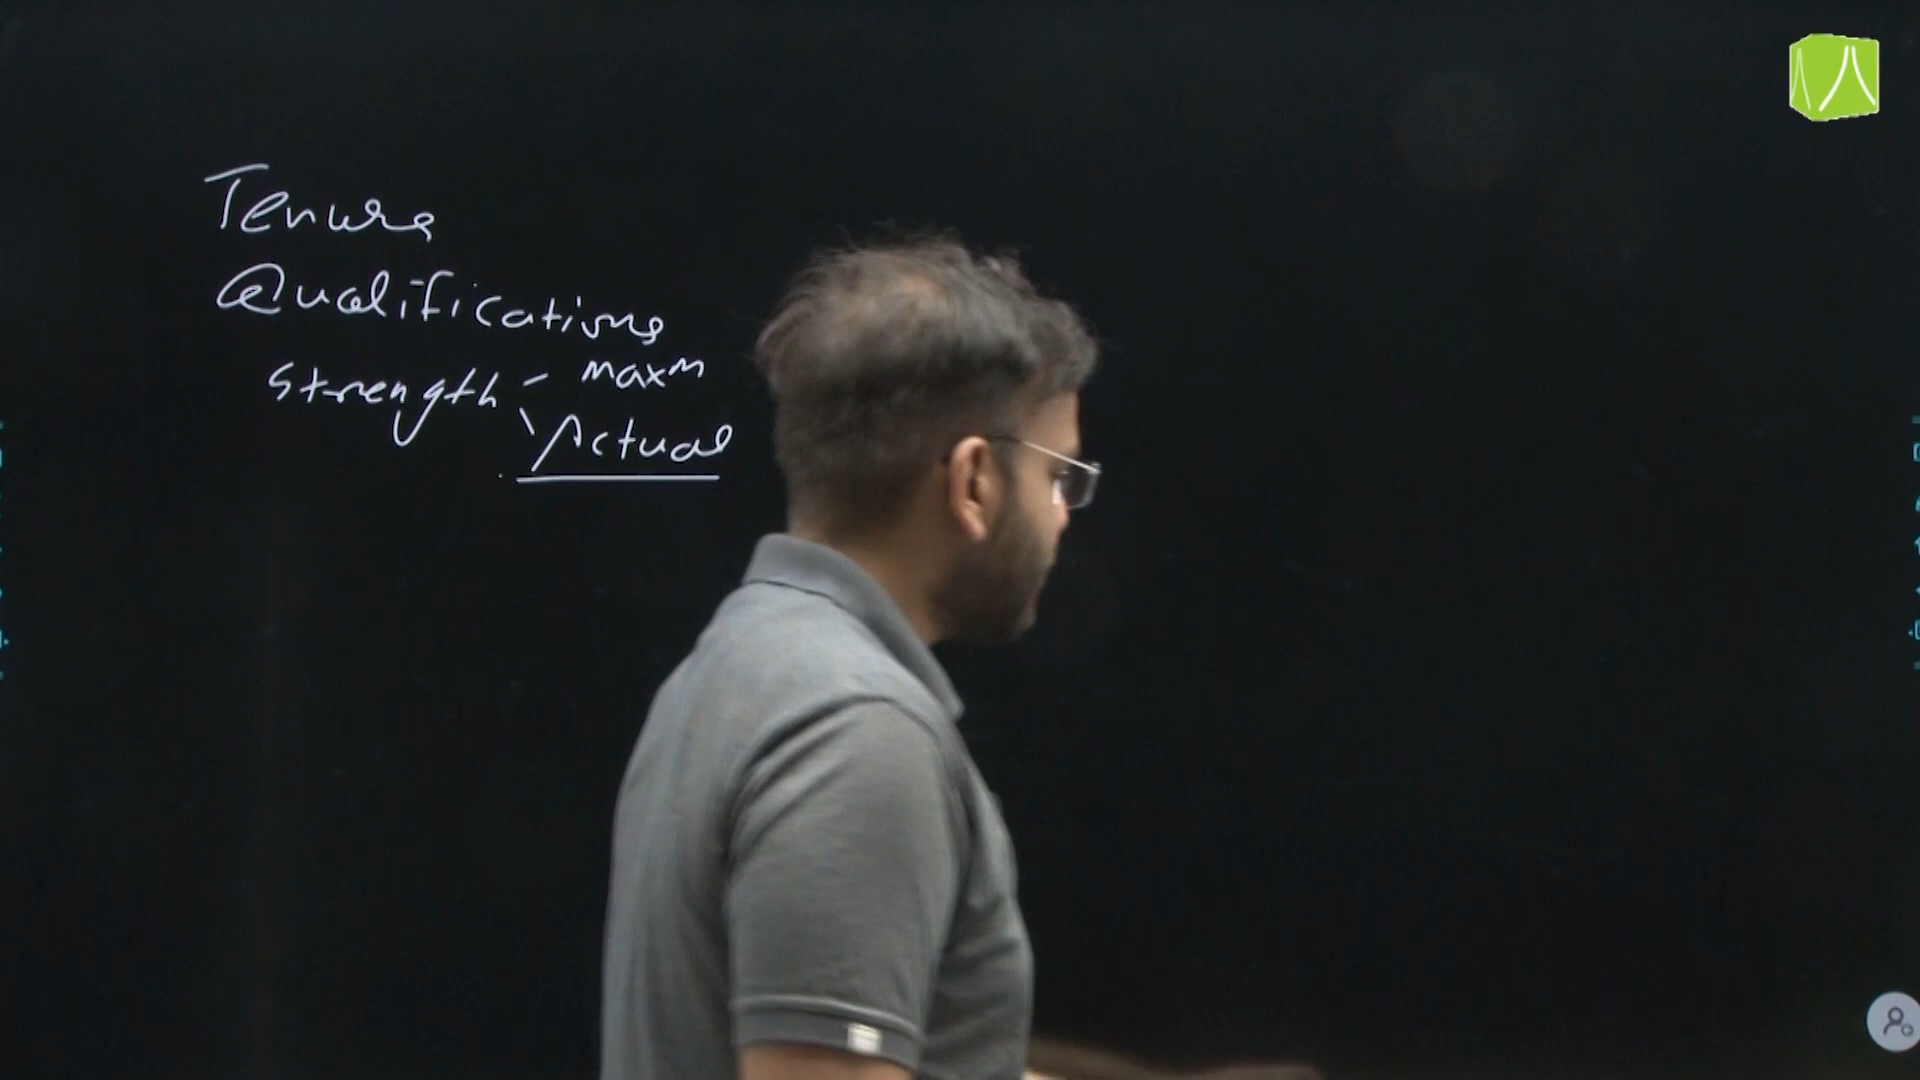 Tenure
Qualifications
Strength - maxm
\ Actual